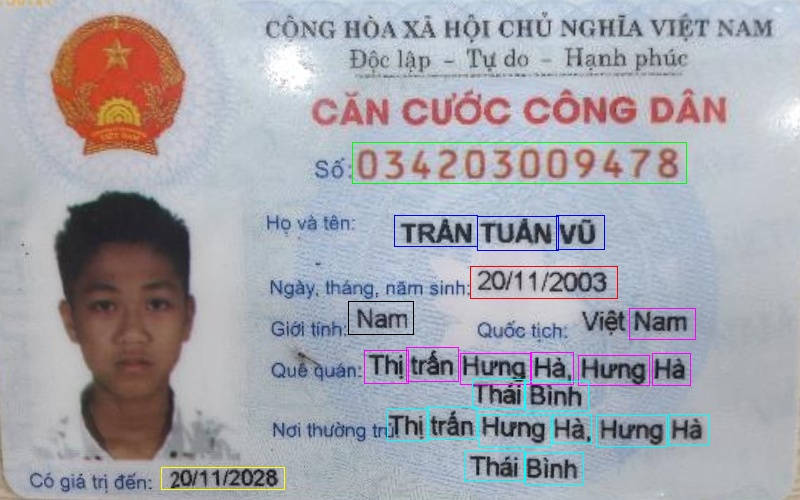 CỘNG HÒA XÃ HỘI CHỦ NGHĨA VIỆT NAM
Độc lập - Tự do - Hạnh phúc
CĂN CƯỚC CÔNG DÂN
Số: 034203009478
Họ và tên: TRẦN TUẤN VŨ
Ngày, tháng, năm sinh: 20/11/2003
Giới tính: Nam Quốc tịch: Việt Nam
Quê quán: Thị trấn Hưng Hà, Hưng Hà
Thái Bình
Nơi thường trú: Thị trấn Hưng Hà, Hưng Hà
Thái Bình
Có giá trị đến: 20/11/2028